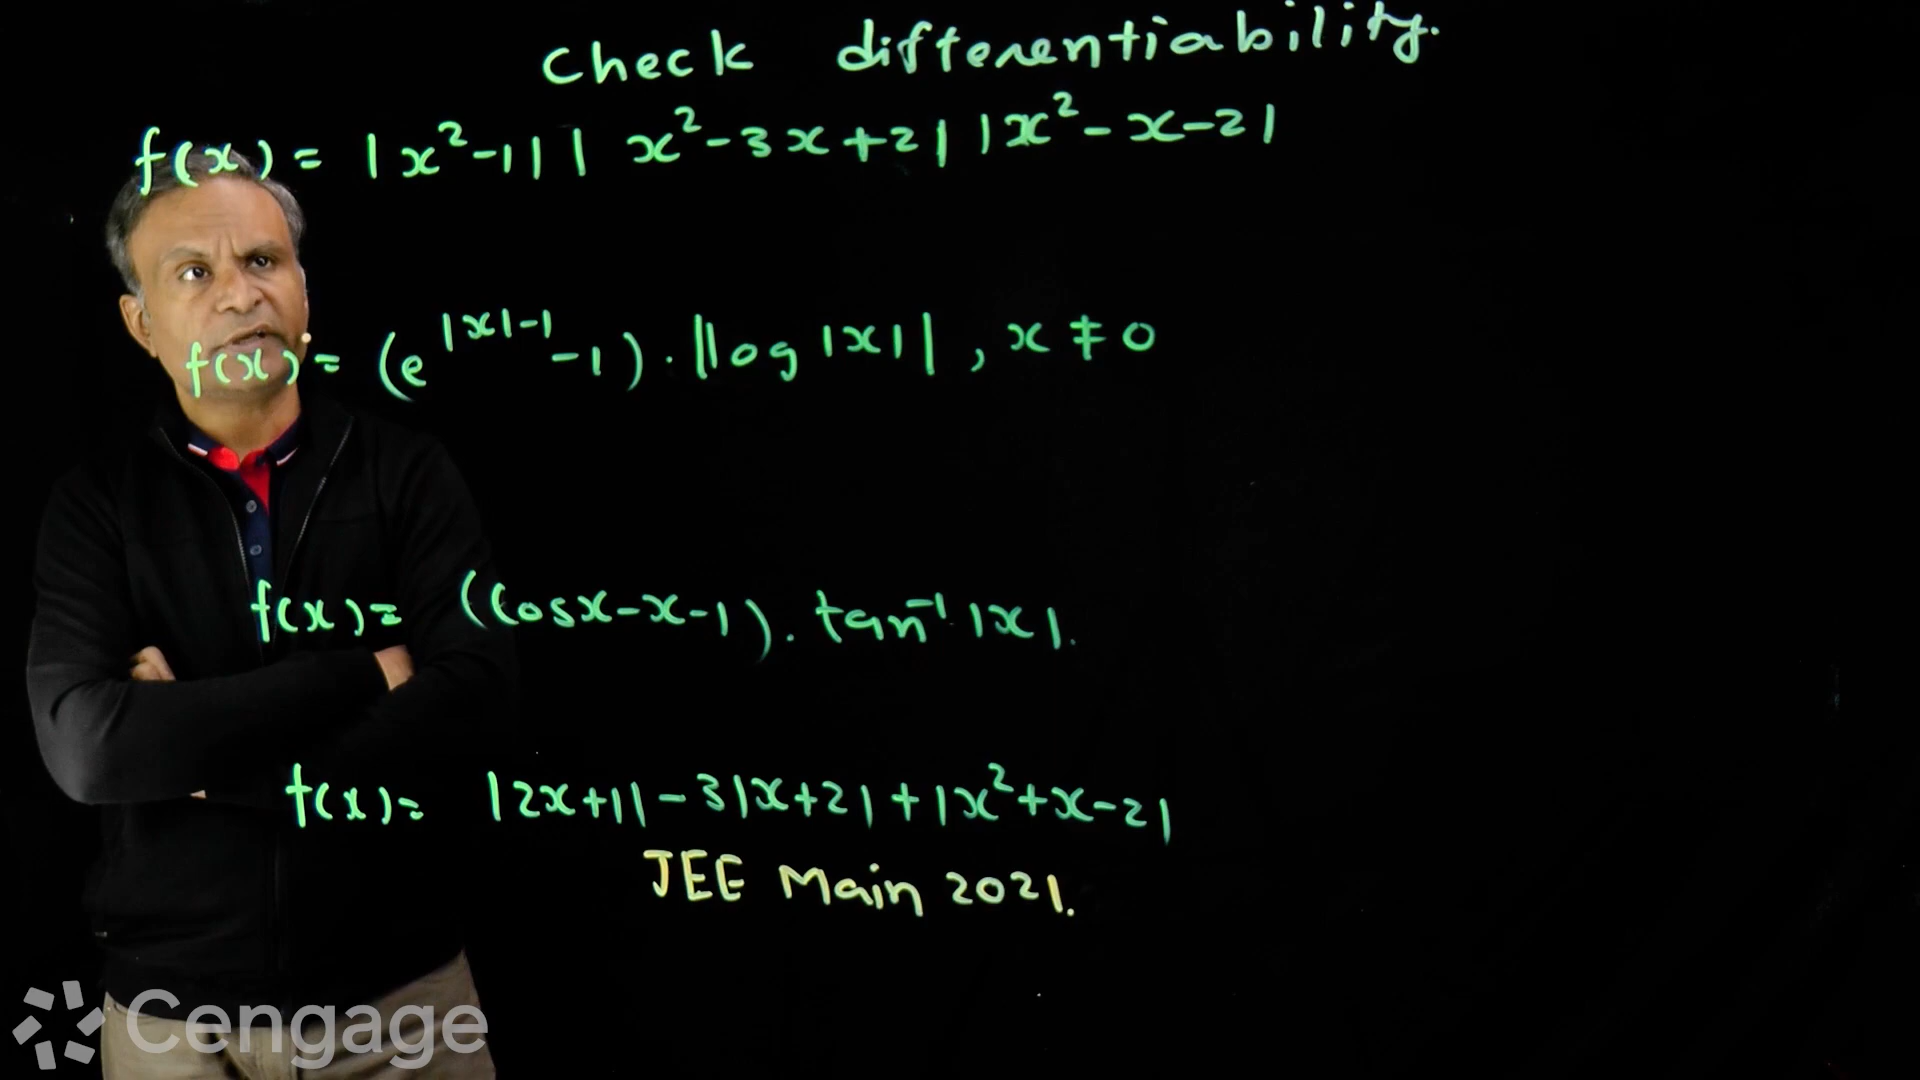 Check differentiability.
f(x) = |x²-1| | x²-3x+2| |x²-x-2|
f(x) = (e^{|x|-1}-1).|log|x||, x ≠ 0
f(x) = (cosx-x-1). tan⁻¹|x|.
f(x) = |2x+1|-3|x+2|+|x²+x-2|
JEE Main 2021.
Cengage